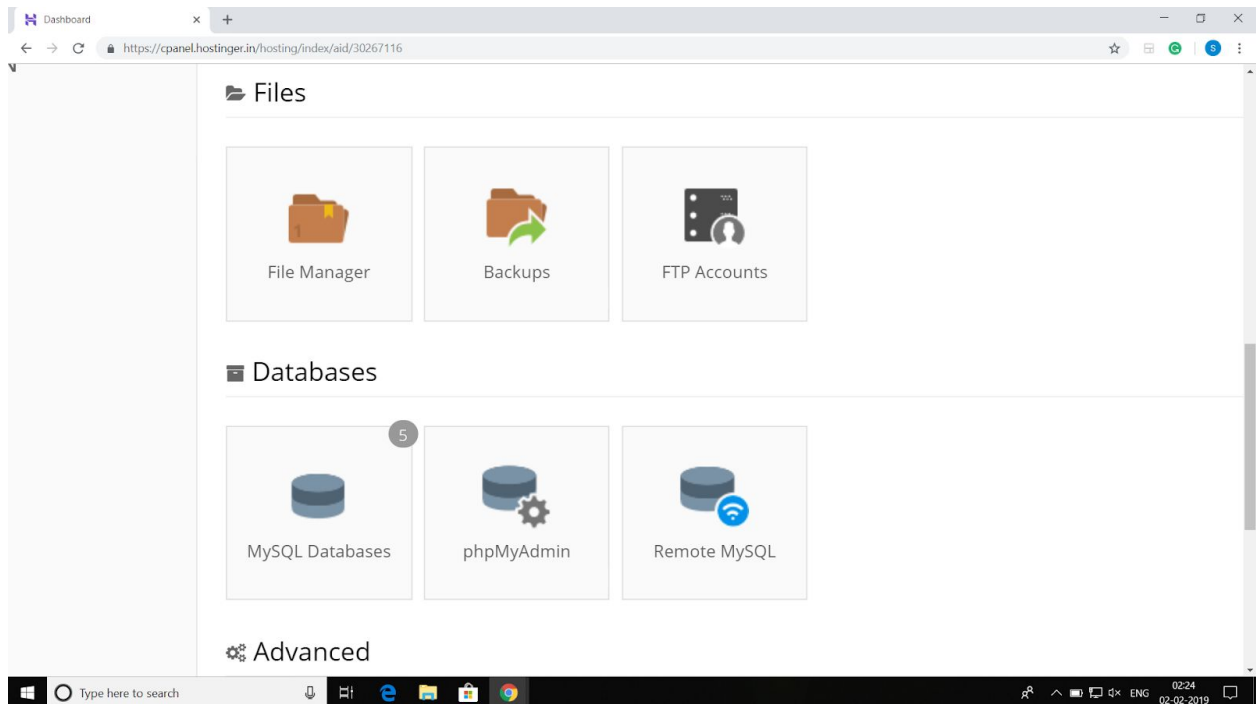 Dashboard
https://cpanel.hostinger.in/hosting/index/aid/30267116
S
Files
1
File Manager
Backups
FTP Accounts
Databases
5
MySQL Databases
phpMyAdmin
Remote MySQL
Advanced
Type here to search
ENG
02:24
02-02-2019